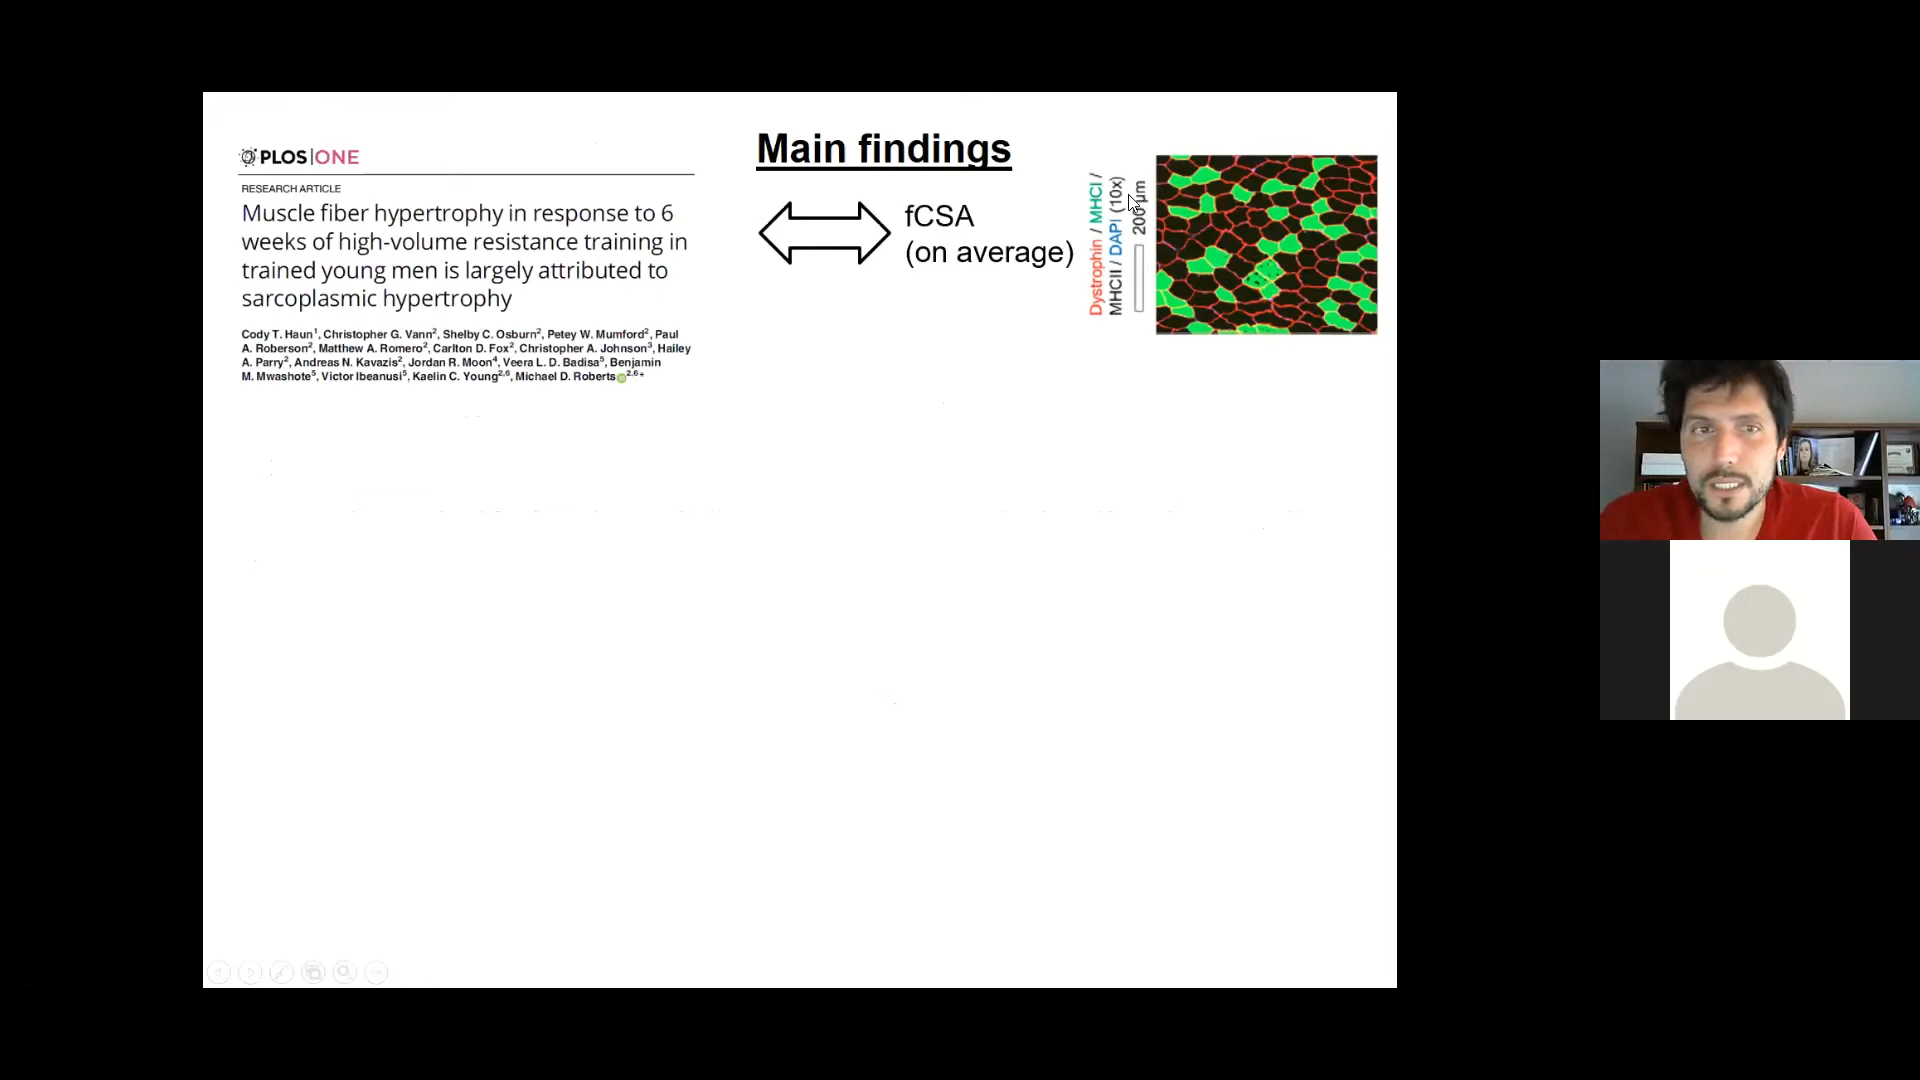 PLOS|ONE
RESEARCH ARTICLE
Muscle fiber hypertrophy in response to 6
weeks of high-volume resistance training in
trained young men is largely attributed to
sarcoplasmic hypertrophy
Cody T. Haun1, Christopher G. Vann2, Shelby C. Osburn2, Petey W. Mumford2, Paul
A. Roberson2, Matthew A. Romero2, Carlton D. Fox2, Christopher A. Johnson3, Hailey
A. Parry2, Andreas N. Kavazis2, Jordan R. Moon4, Veera L. D. Badisa5, Benjamin
M. Mwashote5, Victor Ibeanusi5, Kaelin C. Young2,6, Michael D. Roberts2,6*
Main findings
fCSA
(on average)
Dystrophin / MHCI /
MHCII / DAPI (10x)
200 µm